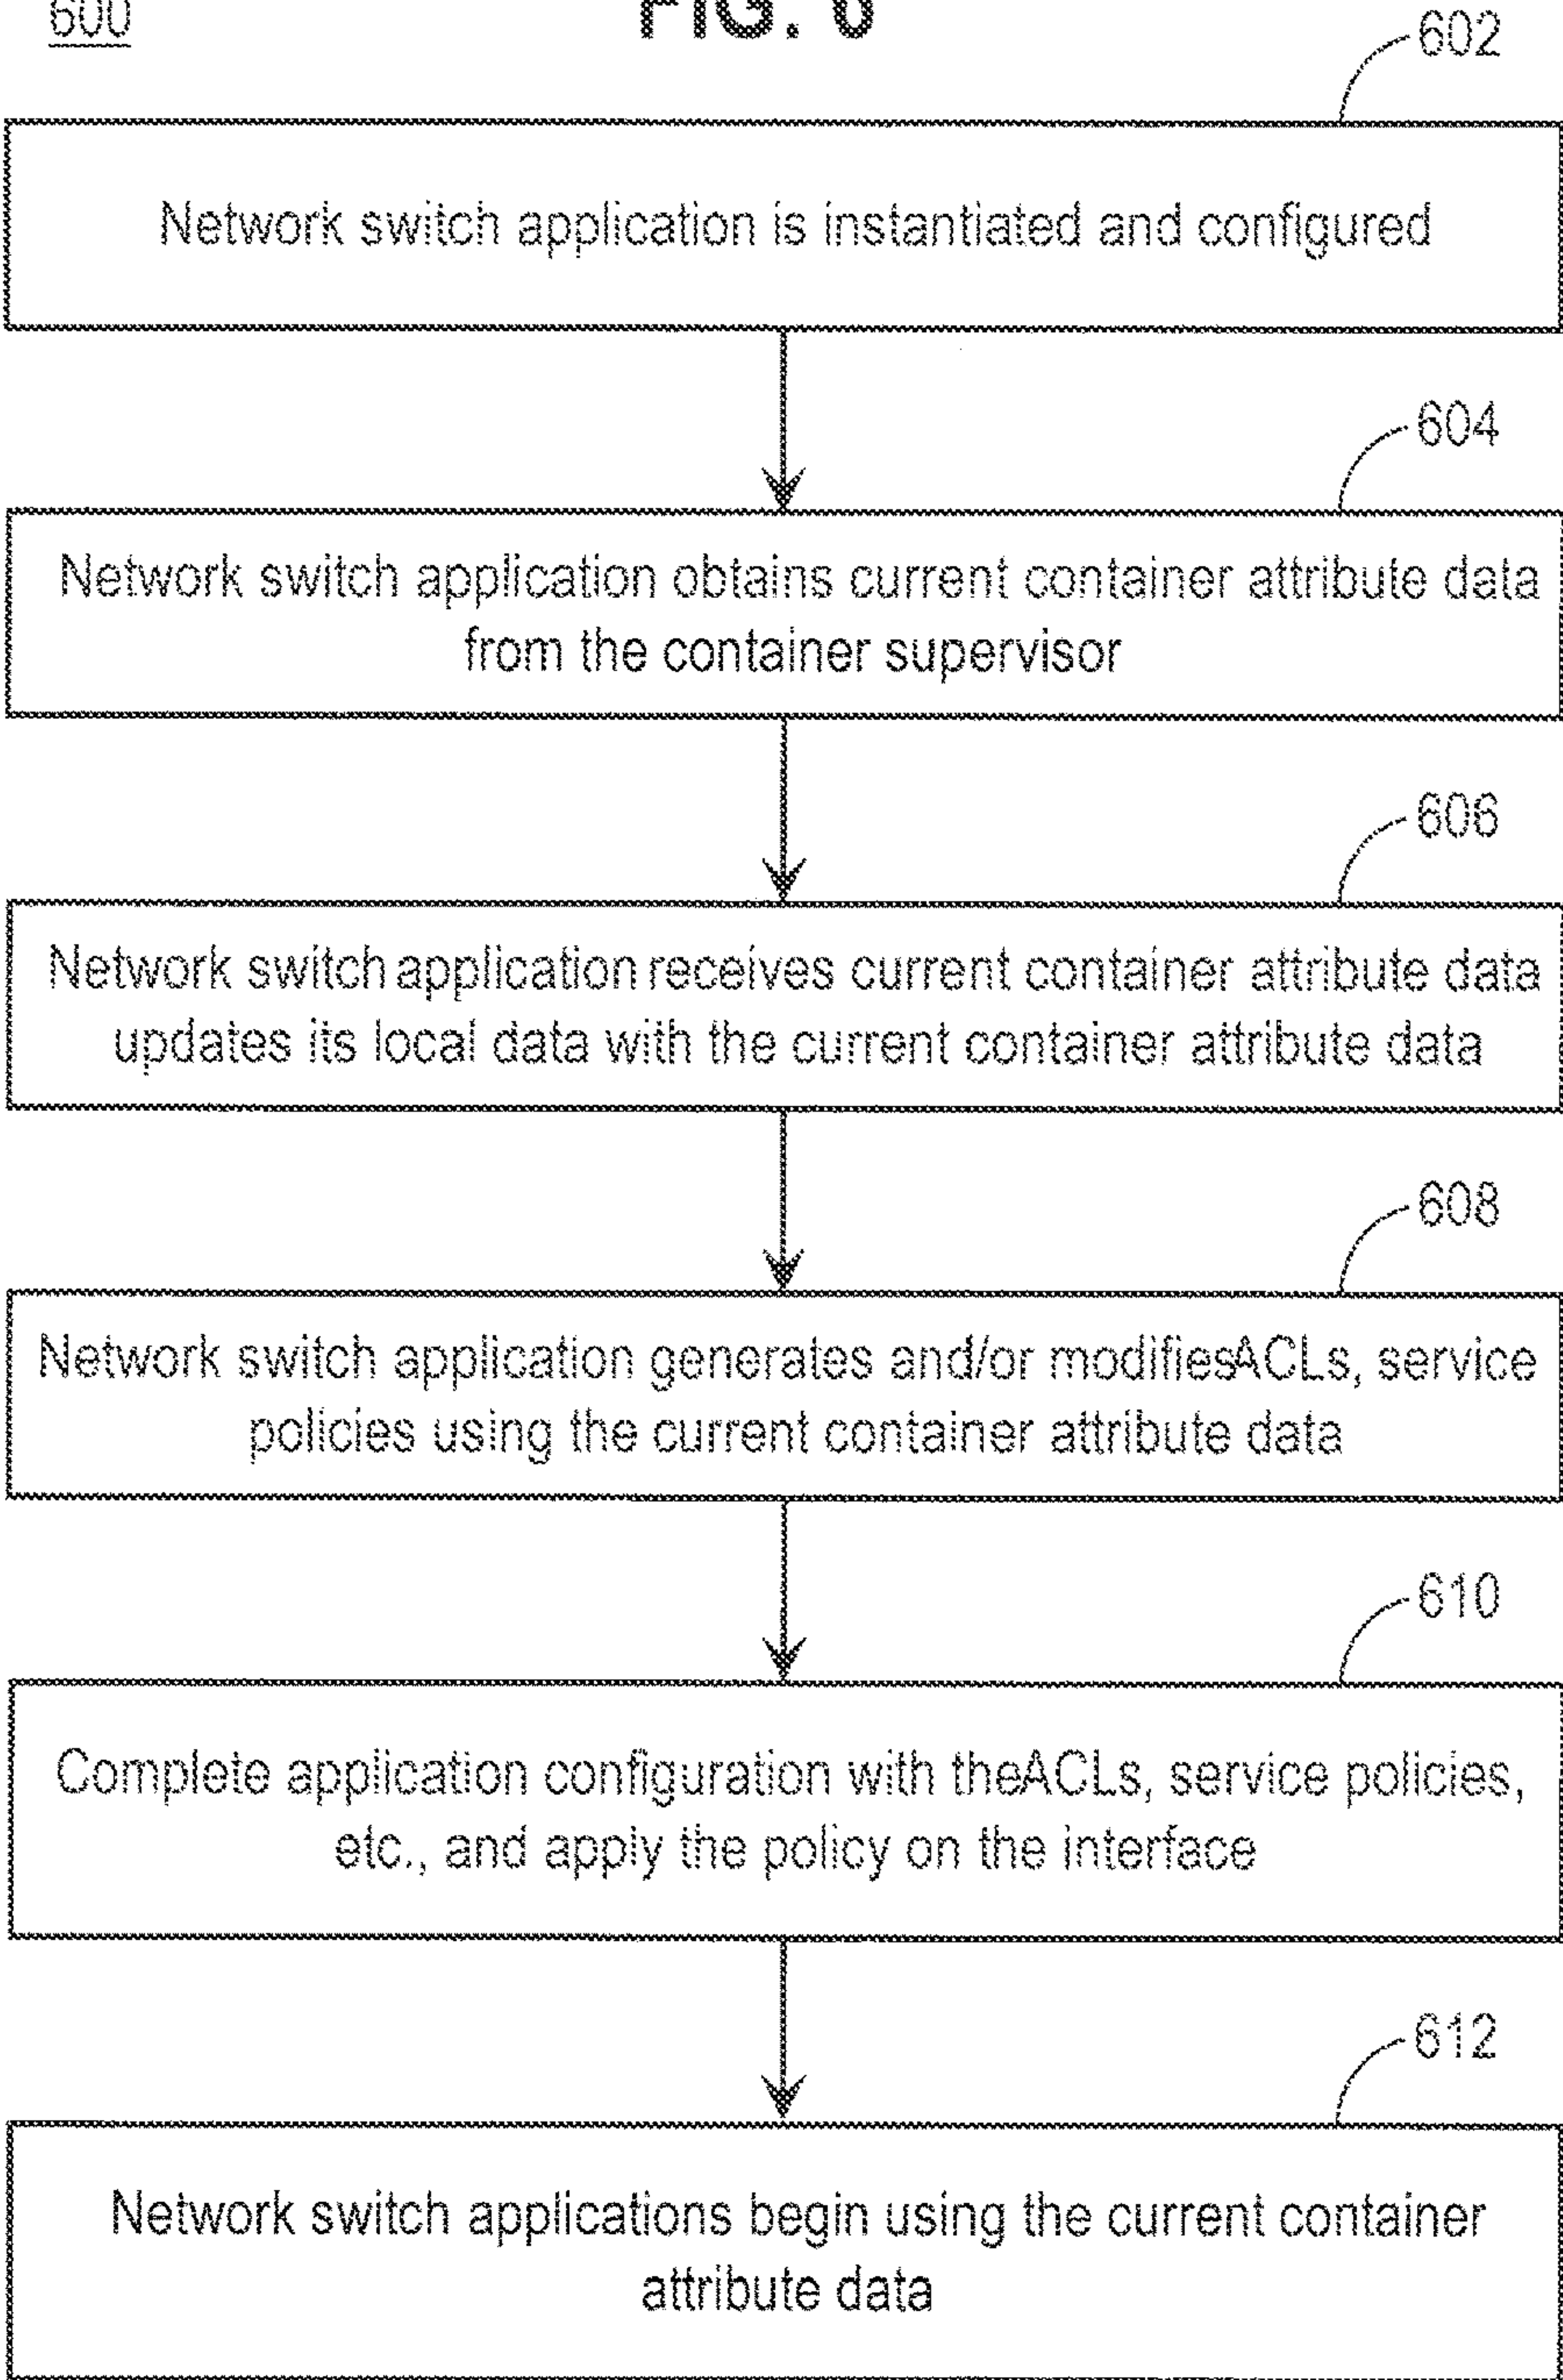 600
FIG. 6
602
Network switch application is instantiated and configured
604
Network switch application obtains current container attribute data
from the container supervisor
606
Network switch application receives current container attribute data
updates its local data with the current container attribute data
608
Network switch application generates and/or modifiesACLs, service
policies using the current container attribute data
610
Complete application configuration with theACLs, service policies,
etc., and apply the policy on the interface
612
Network switch applications begin using the current container
attribute data